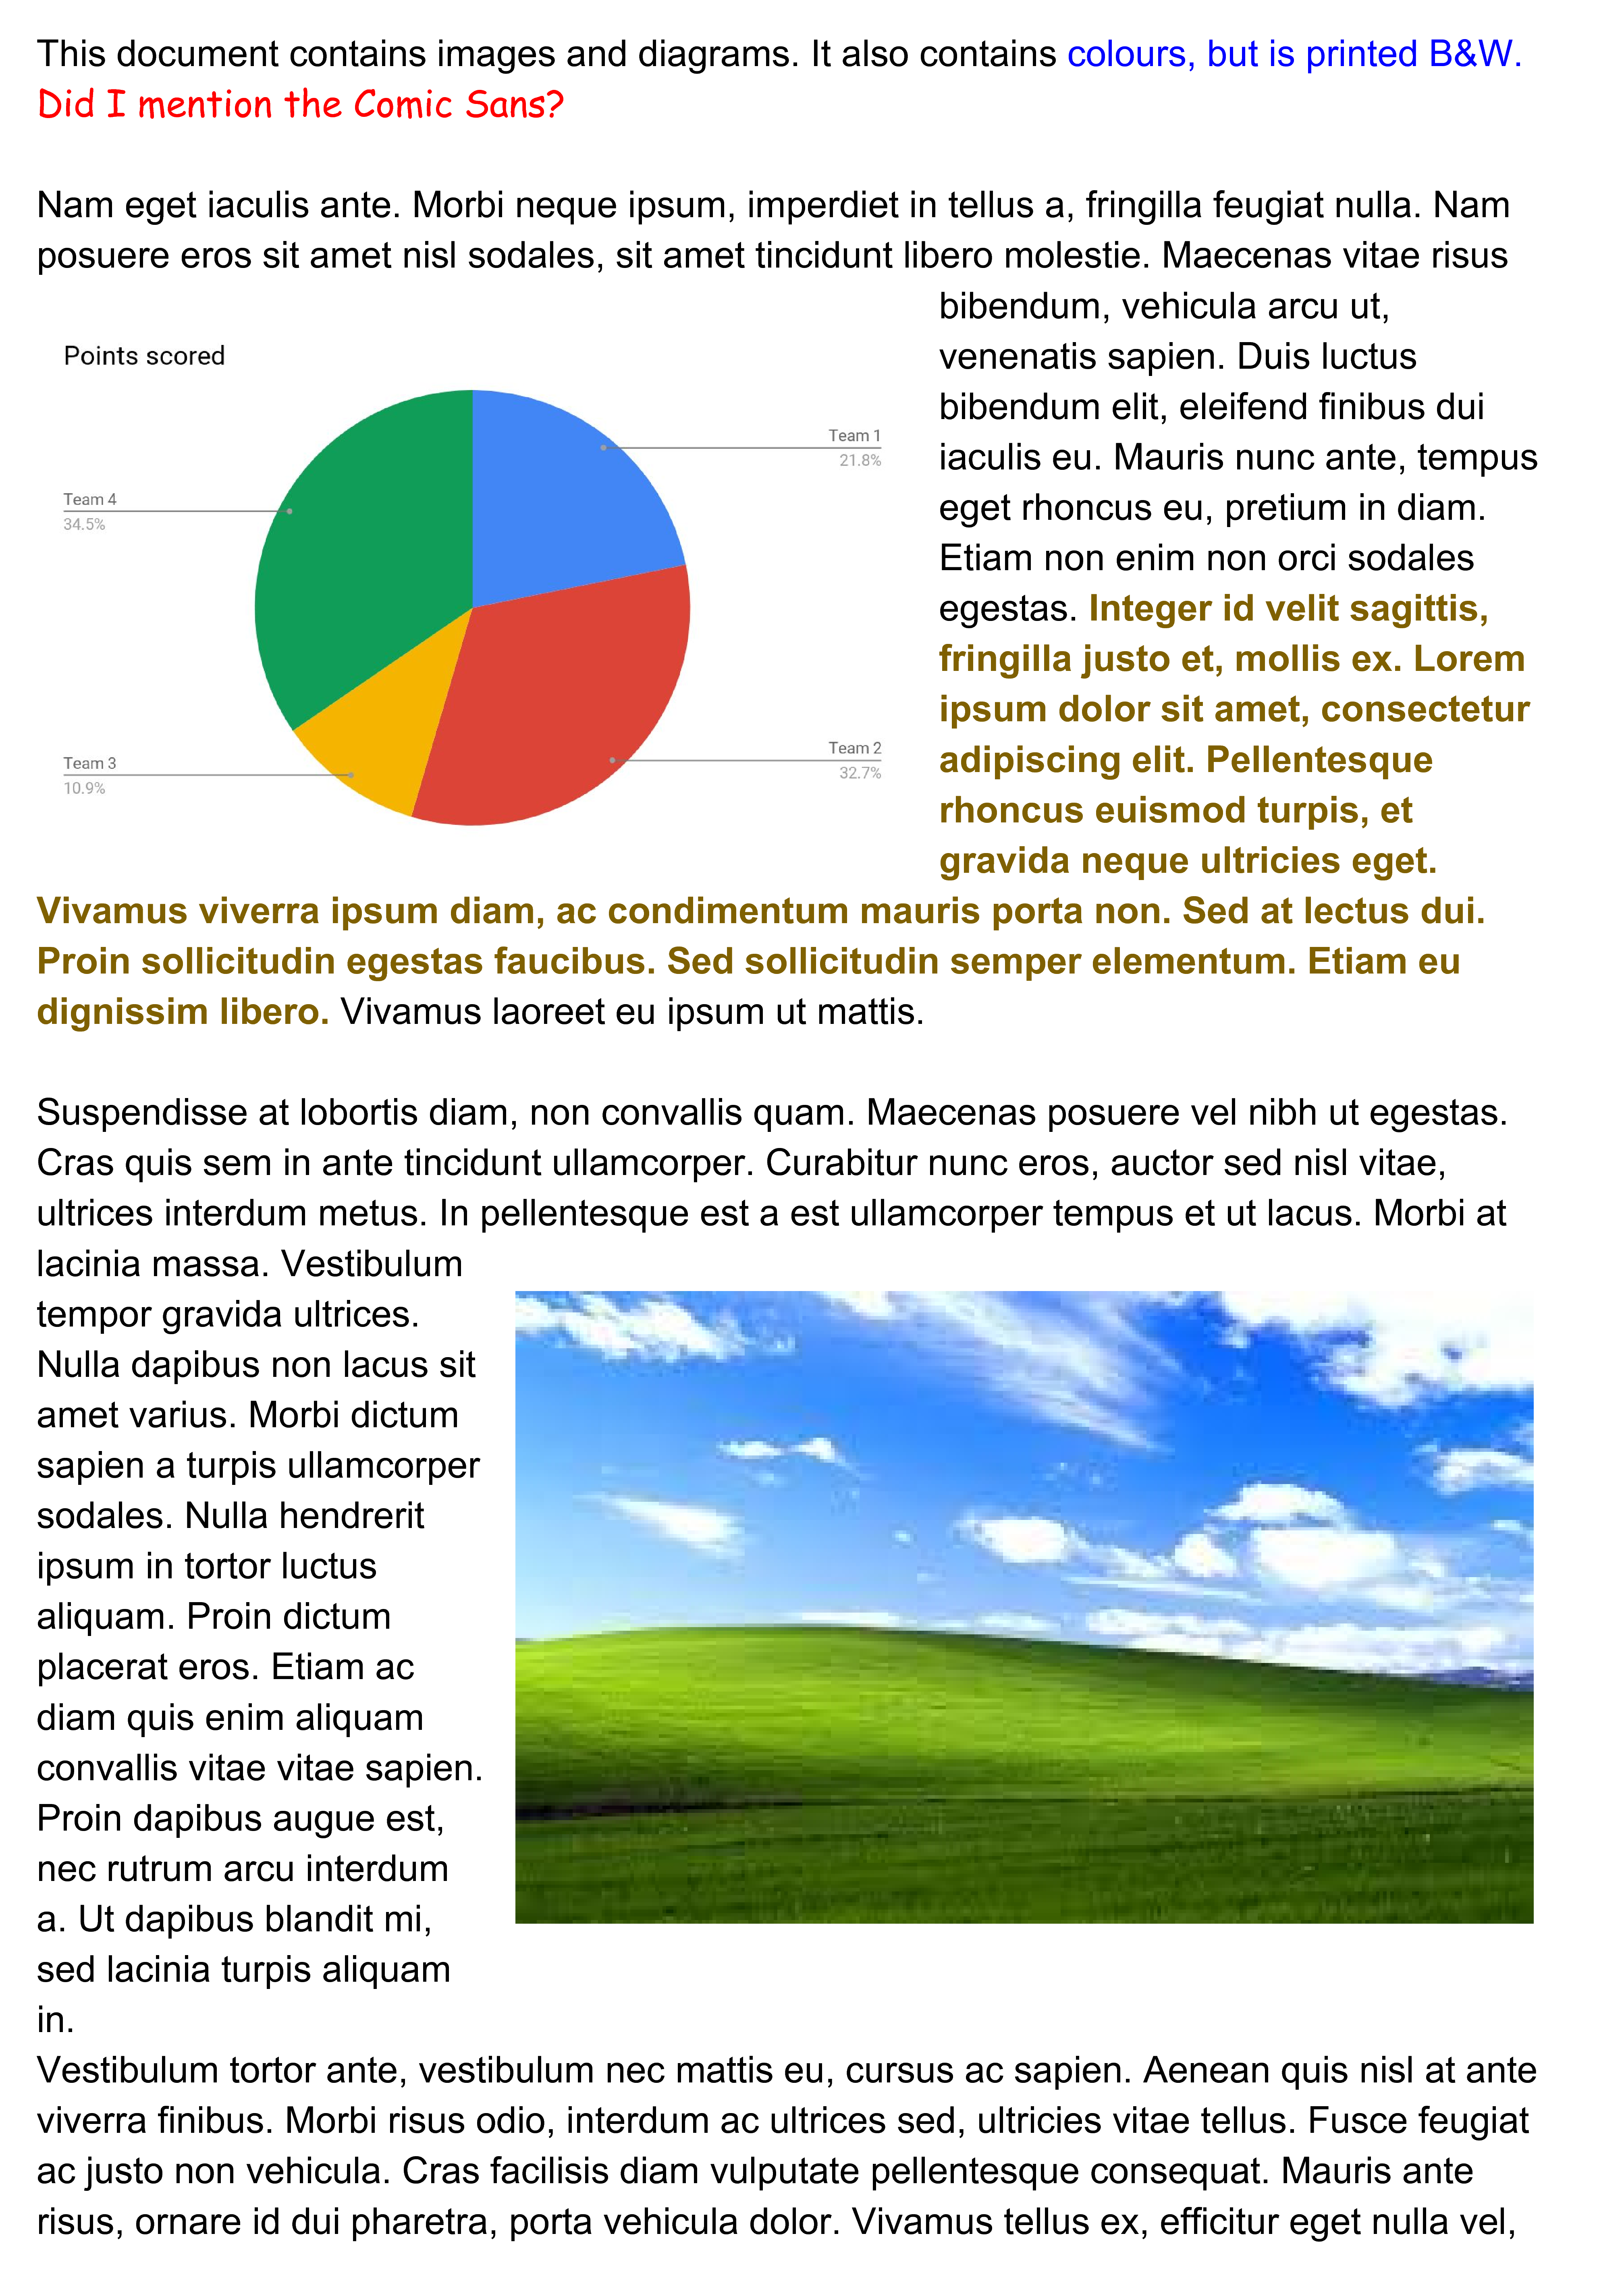 This document contains images and diagrams. It also contains colours, but is printed B&W.
Did I mention the Comic Sans?
Nam eget iaculis ante. Morbi neque ipsum, imperdiet in tellus a, fringilla feugiat nulla. Nam
posuere eros sit amet nisl sodales, sit amet tincidunt libero molestie. Maecenas vitae risus
Points scored
Team 1
21.8%
Team 4
34.5%
Team 2
32.7%
Team 3
10.9%
bibendum, vehicula arcu ut,
venenatis sapien. Duis luctus
bibendum elit, eleifend finibus dui
iaculis eu. Mauris nunc ante, tempus
eget rhoncus eu, pretium in diam.
Etiam non enim non orci sodales
egestas. Integer id velit sagittis,
fringilla justo et, mollis ex. Lorem
ipsum dolor sit amet, consectetur
adipiscing elit. Pellentesque
rhoncus euismod turpis, et
gravida neque ultricies eget.
Vivamus viverra ipsum diam, ac condimentum mauris porta non. Sed at lectus dui.
Proin sollicitudin egestas faucibus. Sed sollicitudin semper elementum. Etiam eu
dignissim libero. Vivamus laoreet eu ipsum ut mattis.
Suspendisse at lobortis diam, non convallis quam. Maecenas posuere vel nibh ut egestas.
Cras quis sem in ante tincidunt ullamcorper. Curabitur nunc eros, auctor sed nisl vitae,
ultrices interdum metus. In pellentesque est a est ullamcorper tempus et ut lacus. Morbi at
lacinia massa. Vestibulum
tempor gravida ultrices.
Nulla dapibus non lacus sit
amet varius. Morbi dictum
sapien a turpis ullamcorper
sodales. Nulla hendrerit
ipsum in tortor luctus
aliquam. Proin dictum
placerat eros. Etiam ac
diam quis enim aliquam
convallis vitae vitae sapien.
Proin dapibus augue est,
nec rutrum arcu interdum
a. Ut dapibus blandit mi,
sed lacinia turpis aliquam
in.
Vestibulum tortor ante, vestibulum nec mattis eu, cursus ac sapien. Aenean quis nisl at ante
viverra finibus. Morbi risus odio, interdum ac ultrices sed, ultricies vitae tellus. Fusce feugiat
ac justo non vehicula. Cras facilisis diam vulputate pellentesque consequat. Mauris ante
risus, ornare id dui pharetra, porta vehicula dolor. Vivamus tellus ex, efficitur eget nulla vel,